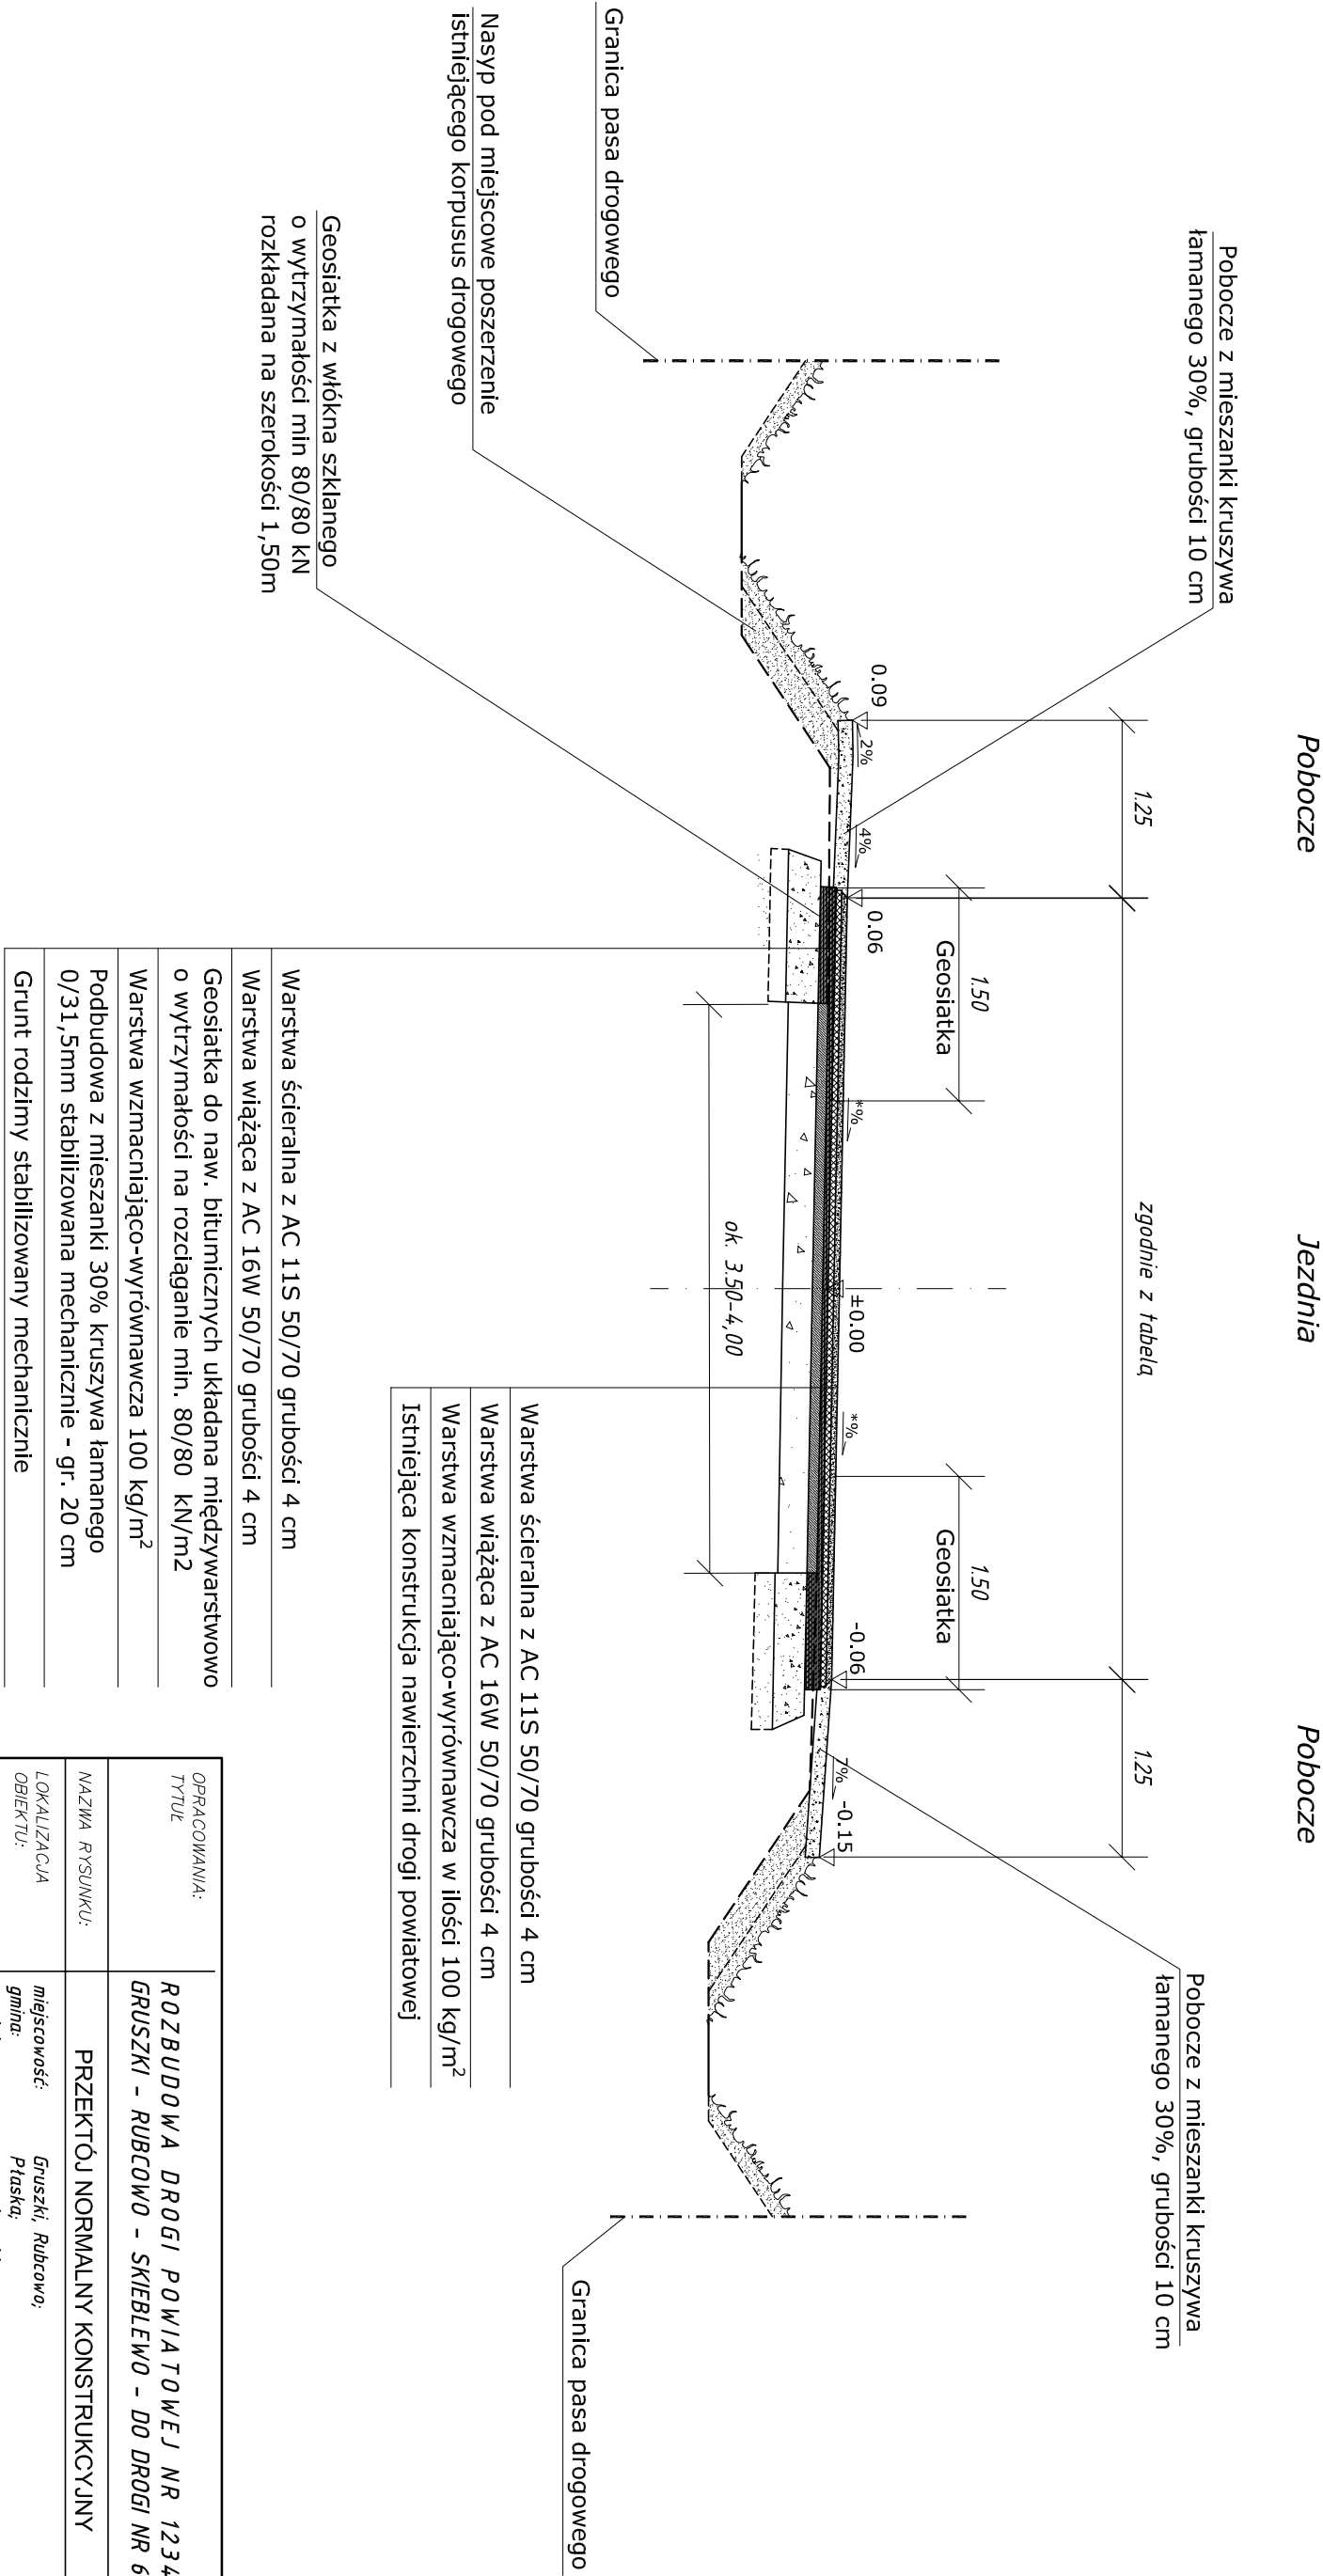 Pobocze
Jezdnia
Pobocze
Pobocze z mieszanki kruszywa
łamanego 30%, grubości 10 cm
1.25
zgodnie z tabelą
1.25
Pobocze z mieszanki kruszywa
łamanego 30%, grubości 10 cm
1.50
Geosiatka
1.50
Geosiatka
0.09
2%
4%
0.06
*%
±0.00
*%
-0.06
7%
-0.15
ok. 3.50-4,00
Granica pasa drogowego
Granica pasa drogowego
Nasyp pod miejscowe poszerzenie
istniejącego korpusu drogowego
Geosiatka z włókna szklanego
o wytrzymałości min 80/80 kN
rozkładana na szerokości 1,50m
Warstwa ścieralna z AC 11S 50/70 grubości 4 cm
Warstwa wiążąca z AC 16W 50/70 grubości 4 cm
Warstwa wzmacniająco-wyrównawcza w ilości 100 kg/m²
Istniejąca konstrukcja nawierzchni drogi powiatowej
Warstwa ścieralna z AC 11S 50/70 grubości 4 cm
Warstwa wiążąca z AC 16W 50/70 grubości 4 cm
Geosiatka do naw. bitumicznych układana międzywarstwowo
o wytrzymałości na rozciąganie min. 80/80 kN/m2
Warstwa wzmacniająco-wyrównawcza 100 kg/m²
Podbudowa z mieszanki 30% kruszywa łamanego
0/31,5mm stabilizowana mechanicznie - gr. 20 cm
Grunt rodzimy stabilizowany mechanicznie
OPRACOWANIA:
TYTUŁ
ROZBUDOWA DROGI POWIATOWEJ NR 1234
GRUSZKI - RUBCOWO - SKIEBLEWO - DO DROGI NR 6
NAZWA RYSUNKU:
PRZEKTÓJ NORMALNY KONSTRUKCYJNY
LOKALIZACJA
OBIEKTU:
miejscowość: Gruszki, Rubcowo;
gmina: Płaska;